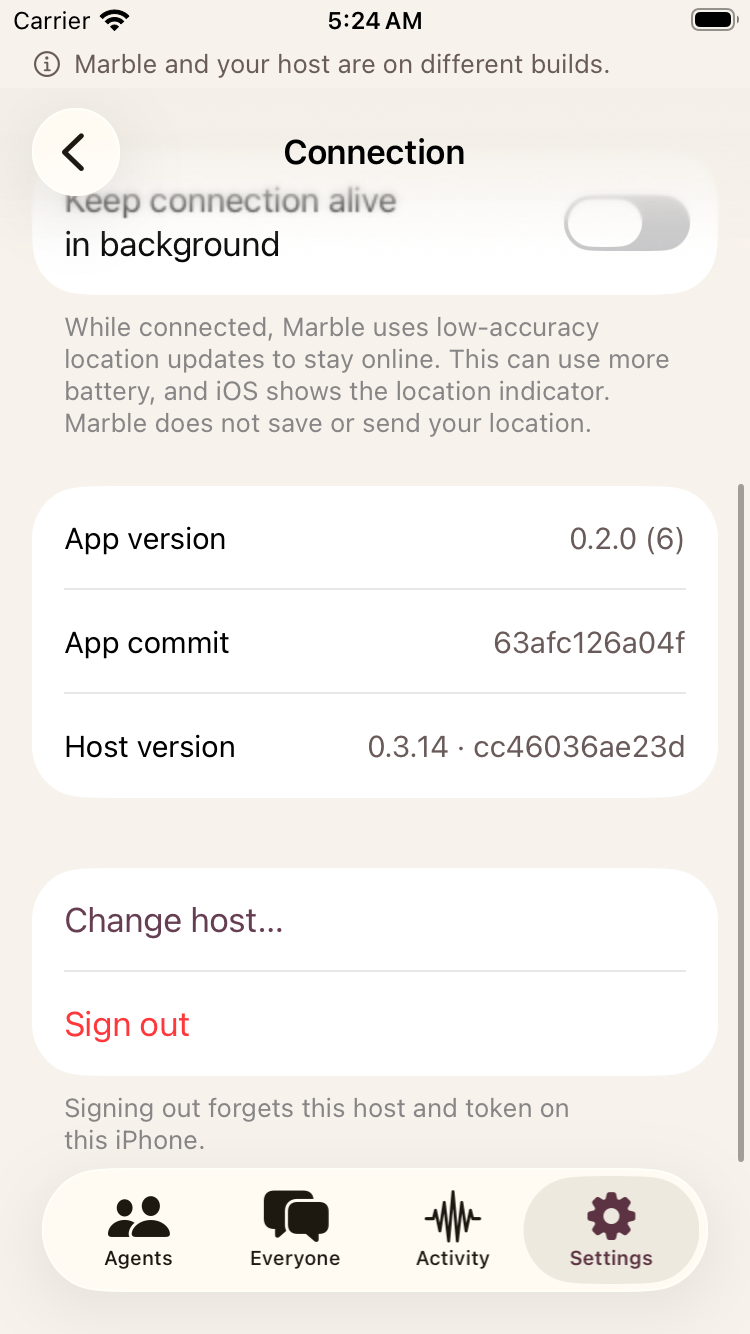 Carrier 5:24 AM
Marble and your host are on different builds.
Connection
Keep connection alive
in background
While connected, Marble uses low-accuracy
location updates to stay online. This can use more
battery, and iOS shows the location indicator.
Marble does not save or send your location.
App version 0.2.0 (6)
App commit 63afc126a04f
Host version 0.3.14 · cc46036ae23d
Change host...
Sign out
Signing out forgets this host and token on
this iPhone.
Agents Everyone Activity Settings